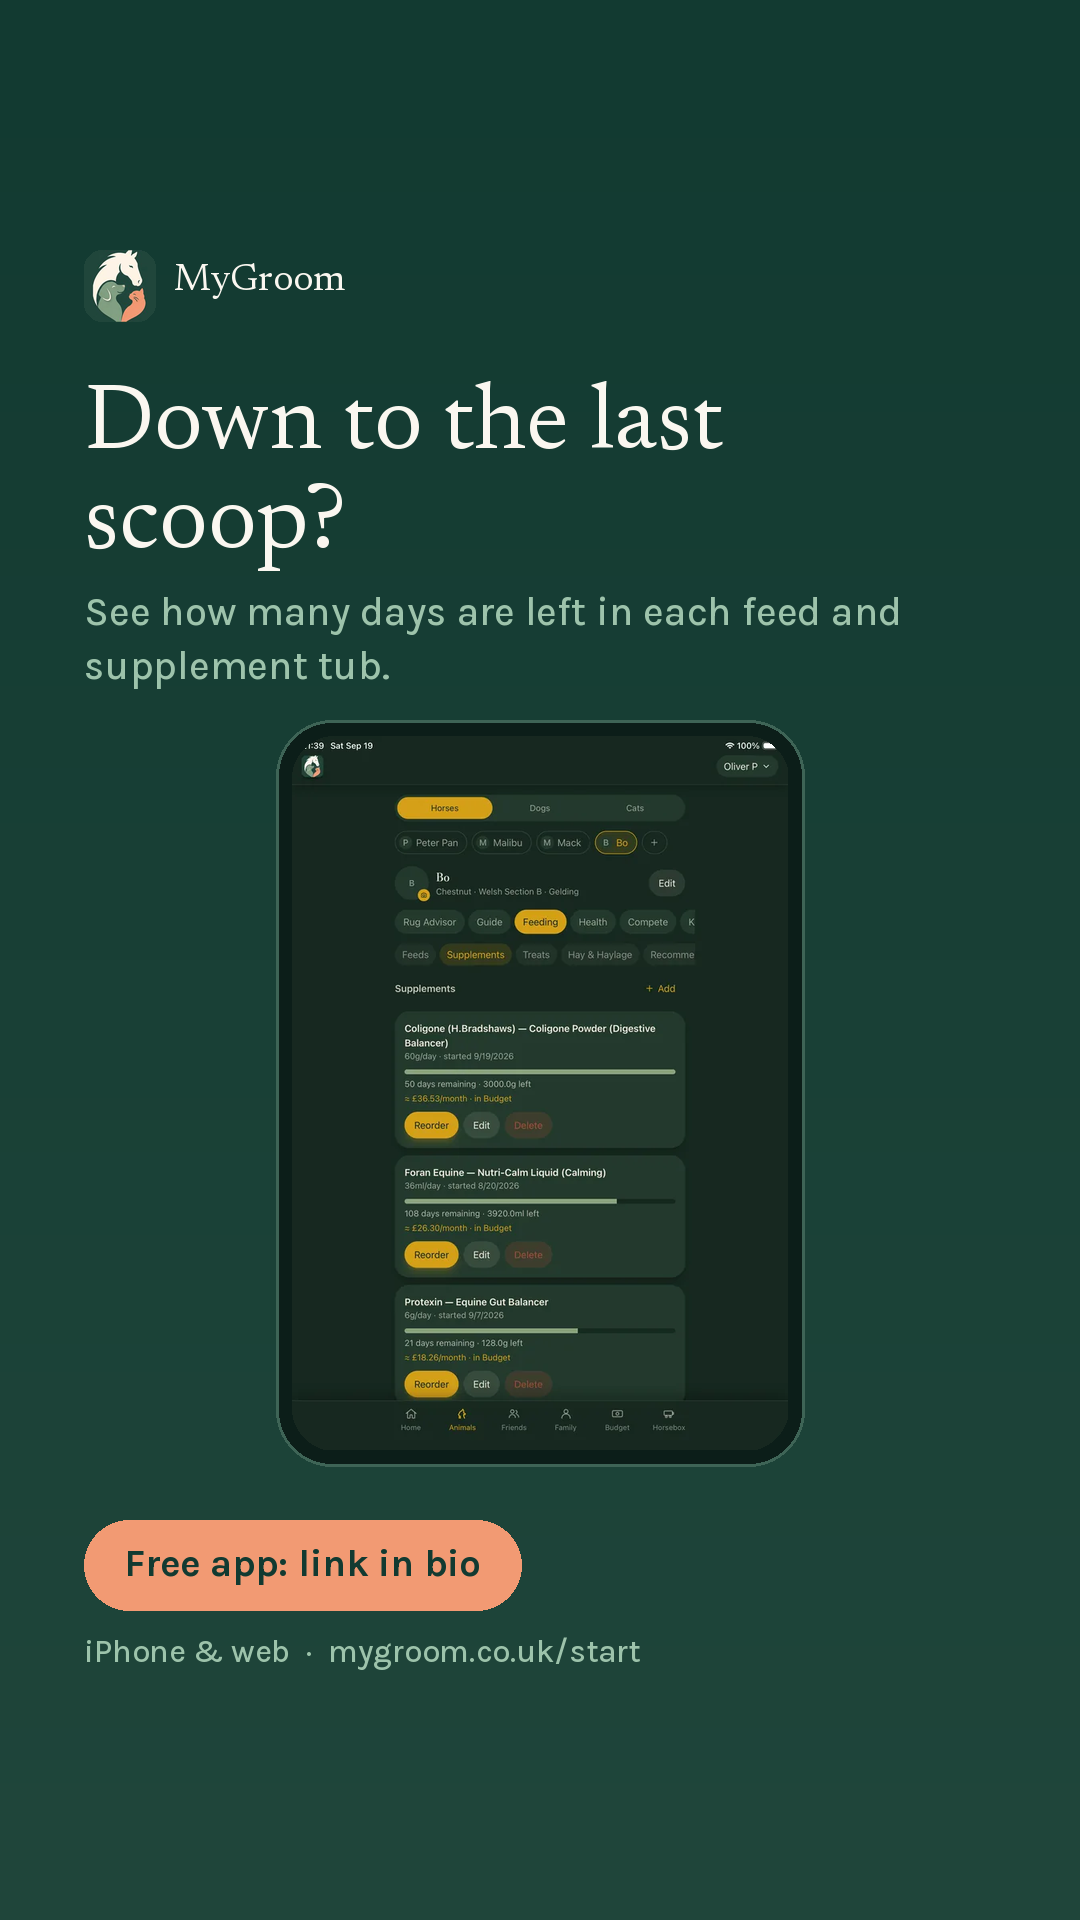 MyGroom
Down to the last
scoop?
See how many days are left in each feed and
supplement tub.
Sat Sep 19
100%
Oliver P
Horses Dogs Cats
P Peter Pan M Malibu M Mack B Bo +
B
Bo
Chestnut · Welsh Section B · Gelding
Edit
Rug Advisor Guide Feeding Health Compete K
Feeds Supplements Treats Hay & Haylage Recomme
Supplements + Add
Coligone (H.Bradshaws) — Coligone Powder (Digestive
Balancer)
60g/day · started 9/19/2026
50 days remaining · 3000.0g left
≈ £36.53/month · in Budget
Reorder Edit Delete
Foran Equine — Nutri-Calm Liquid (Calming)
36ml/day · started 8/20/2026
108 days remaining · 3920.0ml left
≈ £26.30/month · in Budget
Reorder Edit Delete
Protexin — Equine Gut Balancer
6g/day · started 9/7/2026
21 days remaining · 128.0g left
≈ £18.26/month · in Budget
Reorder Edit Delete
Home Animals Friends Family Budget Horsebox
Free app: link in bio
iPhone & web · mygroom.co.uk/start